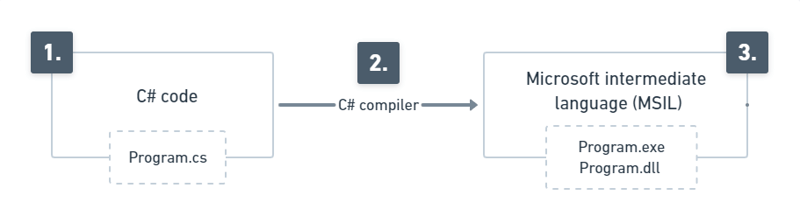 1.
C# code
Program.cs
2.
C# compiler
3.
Microsoft intermediate
language (MSIL)
Program.exe
Program.dll